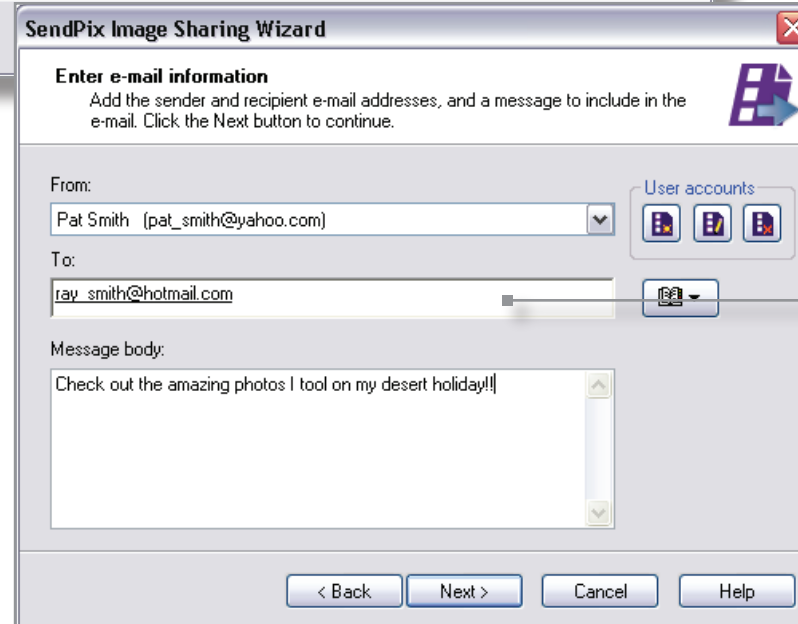 SendPix Image Sharing Wizard
Enter e-mail information
Add the sender and recipient e-mail addresses, and a message to include in the
e-mail. Click the Next button to continue.
From:
User accounts
Pat Smith (pat_smith@yahoo.com)
To:
ray_smith@hotmail.com
Message body:
Check out the amazing photos I tool on my desert holiday!!
< Back
Next >
Cancel
Help